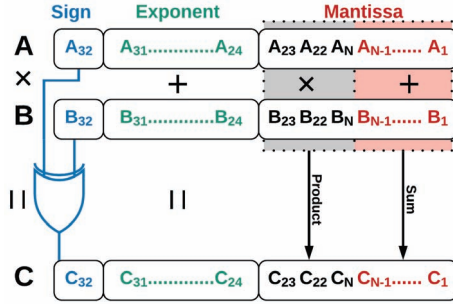 Sign Exponent Mantissa
A A32 A31.............A24 A23 A22 AN AN-1...... A1
× + × +
B B32 B31.............B24 B23 B22 BN BN-1...... B1
= =
Product Sum
C C32 C31.............C24 C23 C22 CN CN-1...... C1